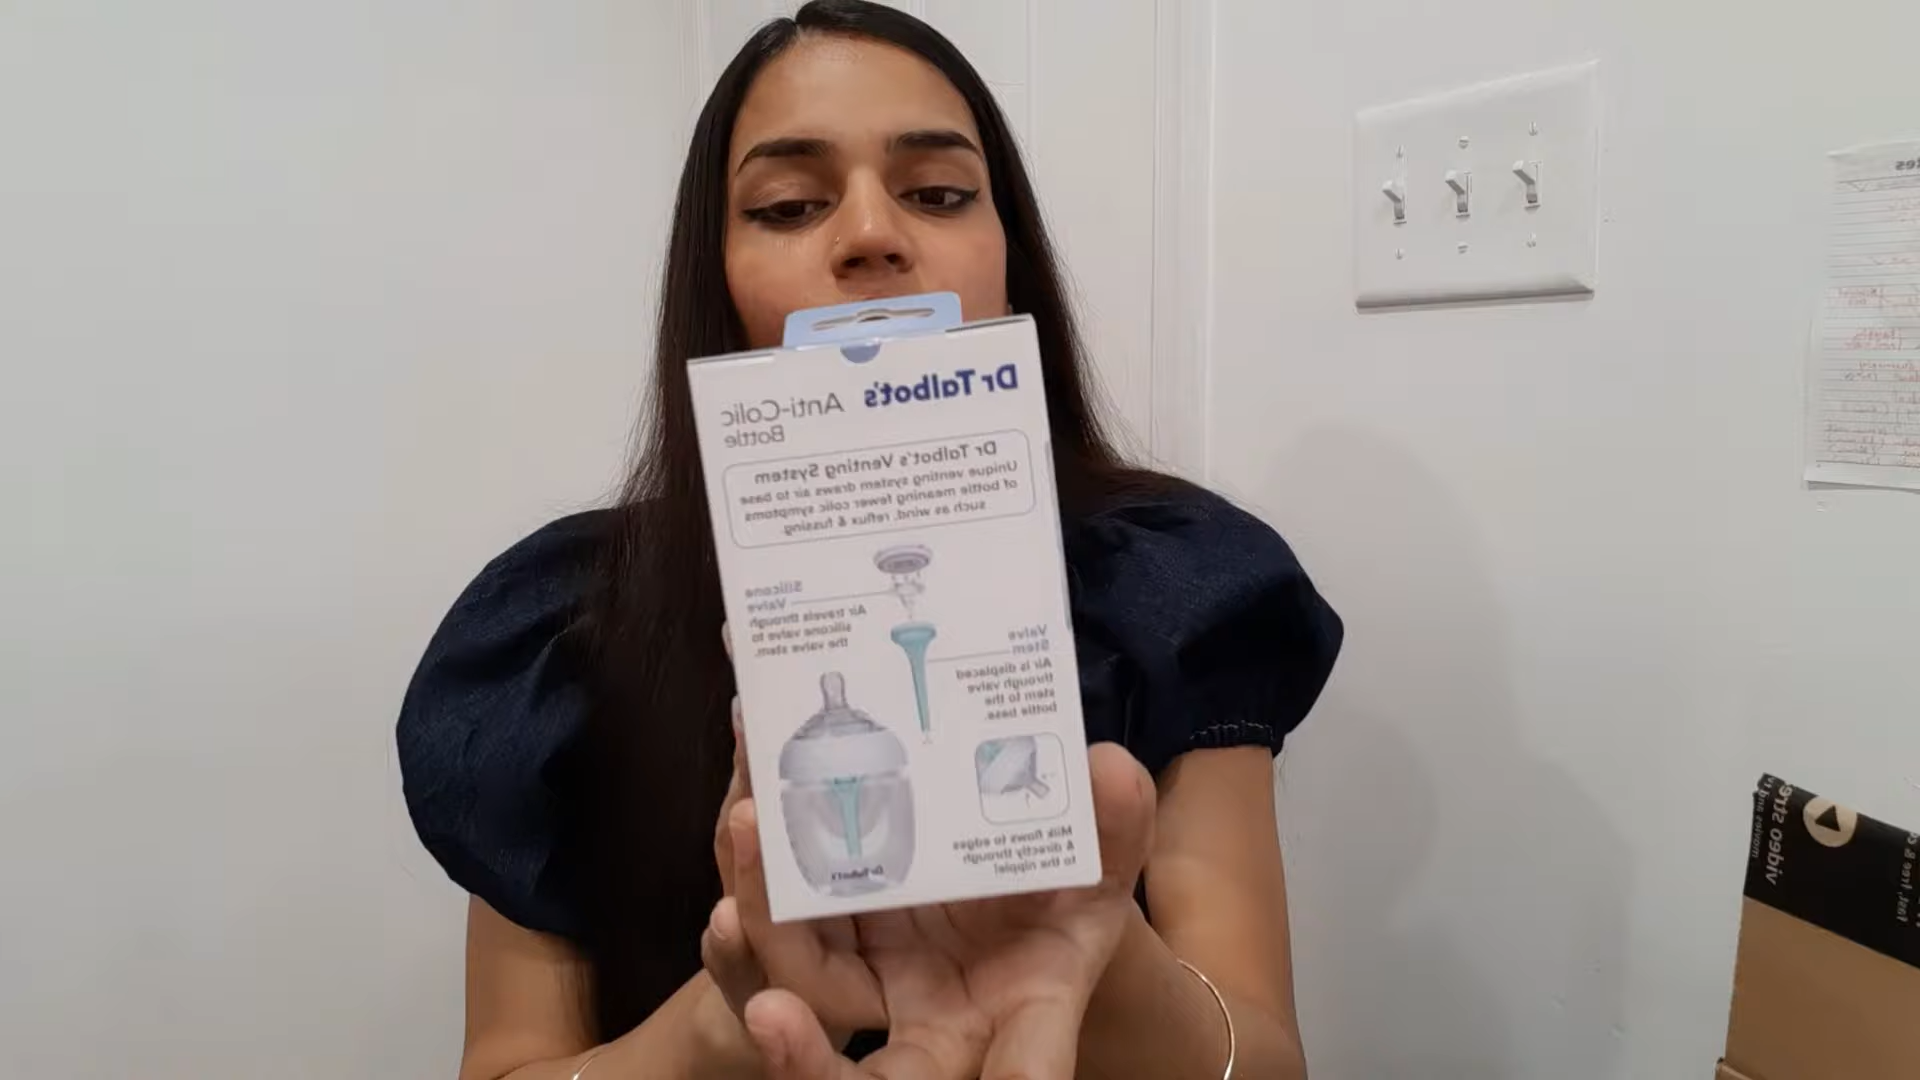 Dr Talbot's Anti-Colic
Bottle
Dr Talbot's Venting System
Unique venting system draws air to base
of bottle meaning fewer colic symptoms
such as wind, reflux & fussing.
Silicone
Valve
Air travels through
silicone valve to
the valve stem.
Valve
Stem
Air is displaced
through valve
stem to the
bottle base.
Dr Talbot's
Milk flows to edges
& directly through
to the nipple!
video